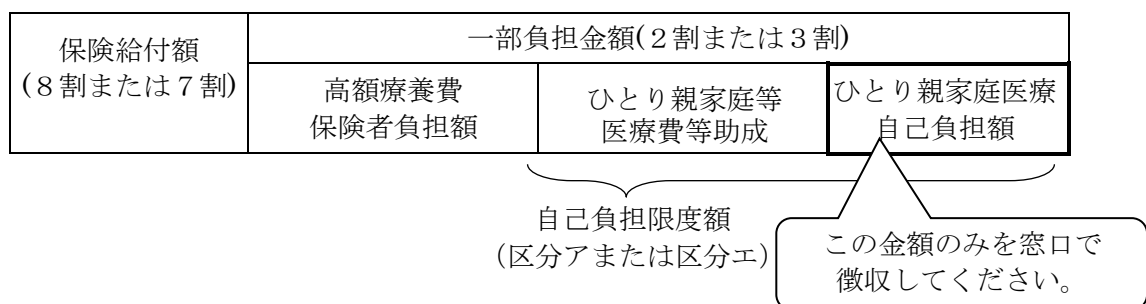 保険給付額
(8割または7割)
一部負担金額(2割または3割)
高額療養費
保険者負担額
ひとり親家庭等
医療費等助成
ひとり親家庭医療
自己負担額
自己負担限度額
(区分アまたは区分エ)
この金額のみを窓口で
徴収してください。